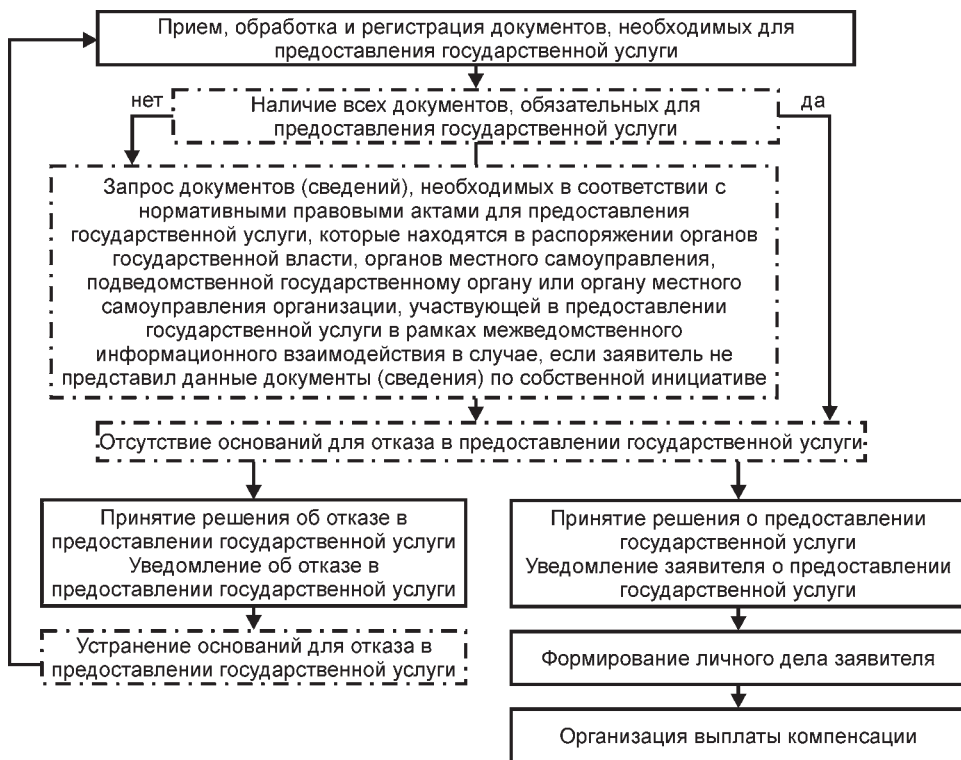 Прием, обработка и регистрация документов, необходимых для
предоставления государственной услуги
нет
Наличие всех документов, обязательных для
предоставления государственной услуги
да
Запрос документов (сведений), необходимых в соответствии с
нормативными правовыми актами для предоставления
государственной услуги, которые находятся в распоряжении органов
государственной власти, органов местного самоуправления,
подведомственной государственному органу или органу местного
самоуправления организации, участвующей в предоставлении
государственной услуги в рамках межведомственного
информационного взаимодействия в случае, если заявитель не
представил данные документы (сведения) по собственной инициативе
Отсутствие оснований для отказа в предоставлении государственной услуги
Принятие решения об отказе в
предоставлении государственной услуги
Уведомление об отказе в
предоставлении государственной услуги
Устранение оснований для отказа в
предоставлении государственной услуги
Принятие решения о предоставлении
государственной услуги
Уведомление заявителя о предоставлении
государственной услуги
Формирование личного дела заявителя
Организация выплаты компенсации